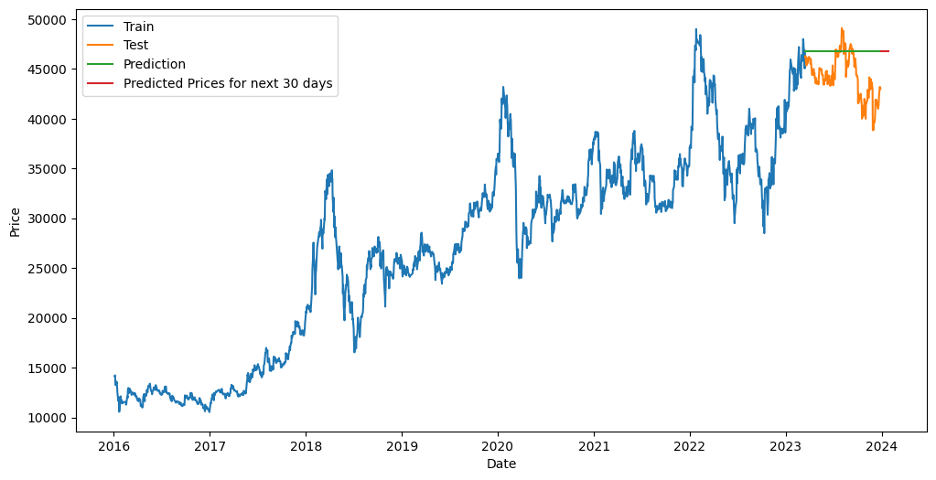 Train
Test
Prediction
Predicted Prices for next 30 days
50000
45000
40000
35000
30000
25000
20000
15000
10000
Price
2016 2017 2018 2019 2020 2021 2022 2023 2024
Date